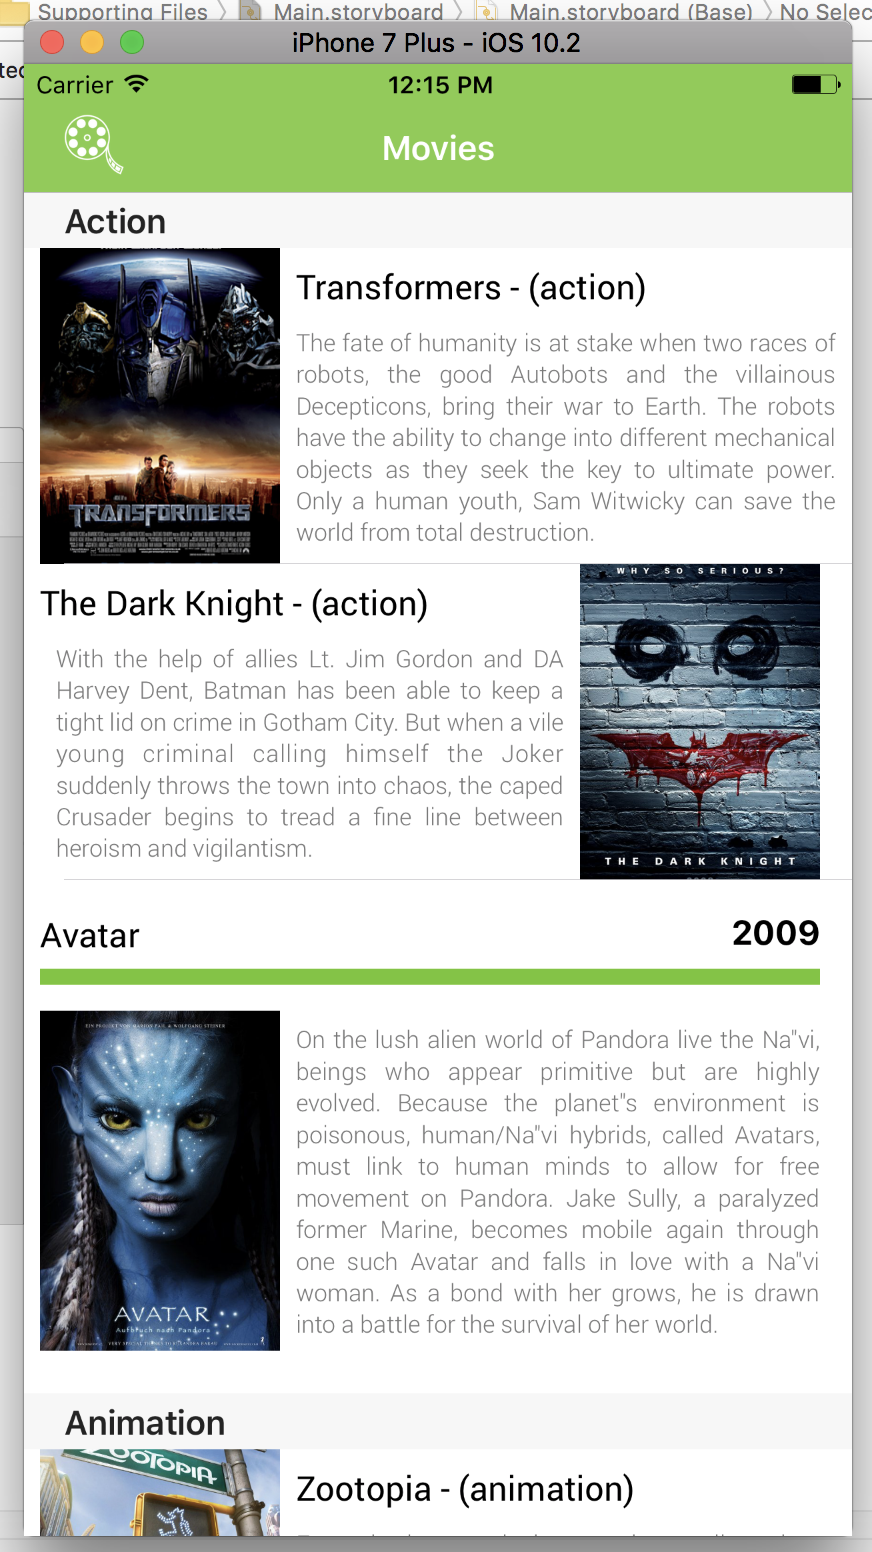 Supporting Files
Main.storyboard
Main.storyboard (Base)
No Selec
iPhone 7 Plus - iOS 10.2
Carrier
12:15 PM
Movies
Action
TRANSFORMERS
Transformers - (action)
The fate of humanity is at stake when two races of
robots, the good Autobots and the villainous
Decepticons, bring their war to Earth. The robots
have the ability to change into different mechanical
objects as they seek the key to ultimate power.
Only a human youth, Sam Witwicky can save the
world from total destruction.
The Dark Knight - (action)
With the help of allies Lt. Jim Gordon and DA
Harvey Dent, Batman has been able to keep a
tight lid on crime in Gotham City. But when a vile
young criminal calling himself the Joker
suddenly throws the town into chaos, the caped
Crusader begins to tread a fine line between
heroism and vigilantism.
WHY SO SERIOUS?
THE DARK KNIGHT
Avatar
2009
EIN PROJEKT VON MARION PAUL & WOLFGANG STEINER
AVATAR
Aufbruch nach Pandora
On the lush alien world of Pandora live the Na"vi,
beings who appear primitive but are highly
evolved. Because the planet"s environment is
poisonous, human/Na"vi hybrids, called Avatars,
must link to human minds to allow for free
movement on Pandora. Jake Sully, a paralyzed
former Marine, becomes mobile again through
one such Avatar and falls in love with a Na"vi
woman. As a bond with her grows, he is drawn
into a battle for the survival of her world.
Animation
ZOOTOPIA
Zootopia - (animation)